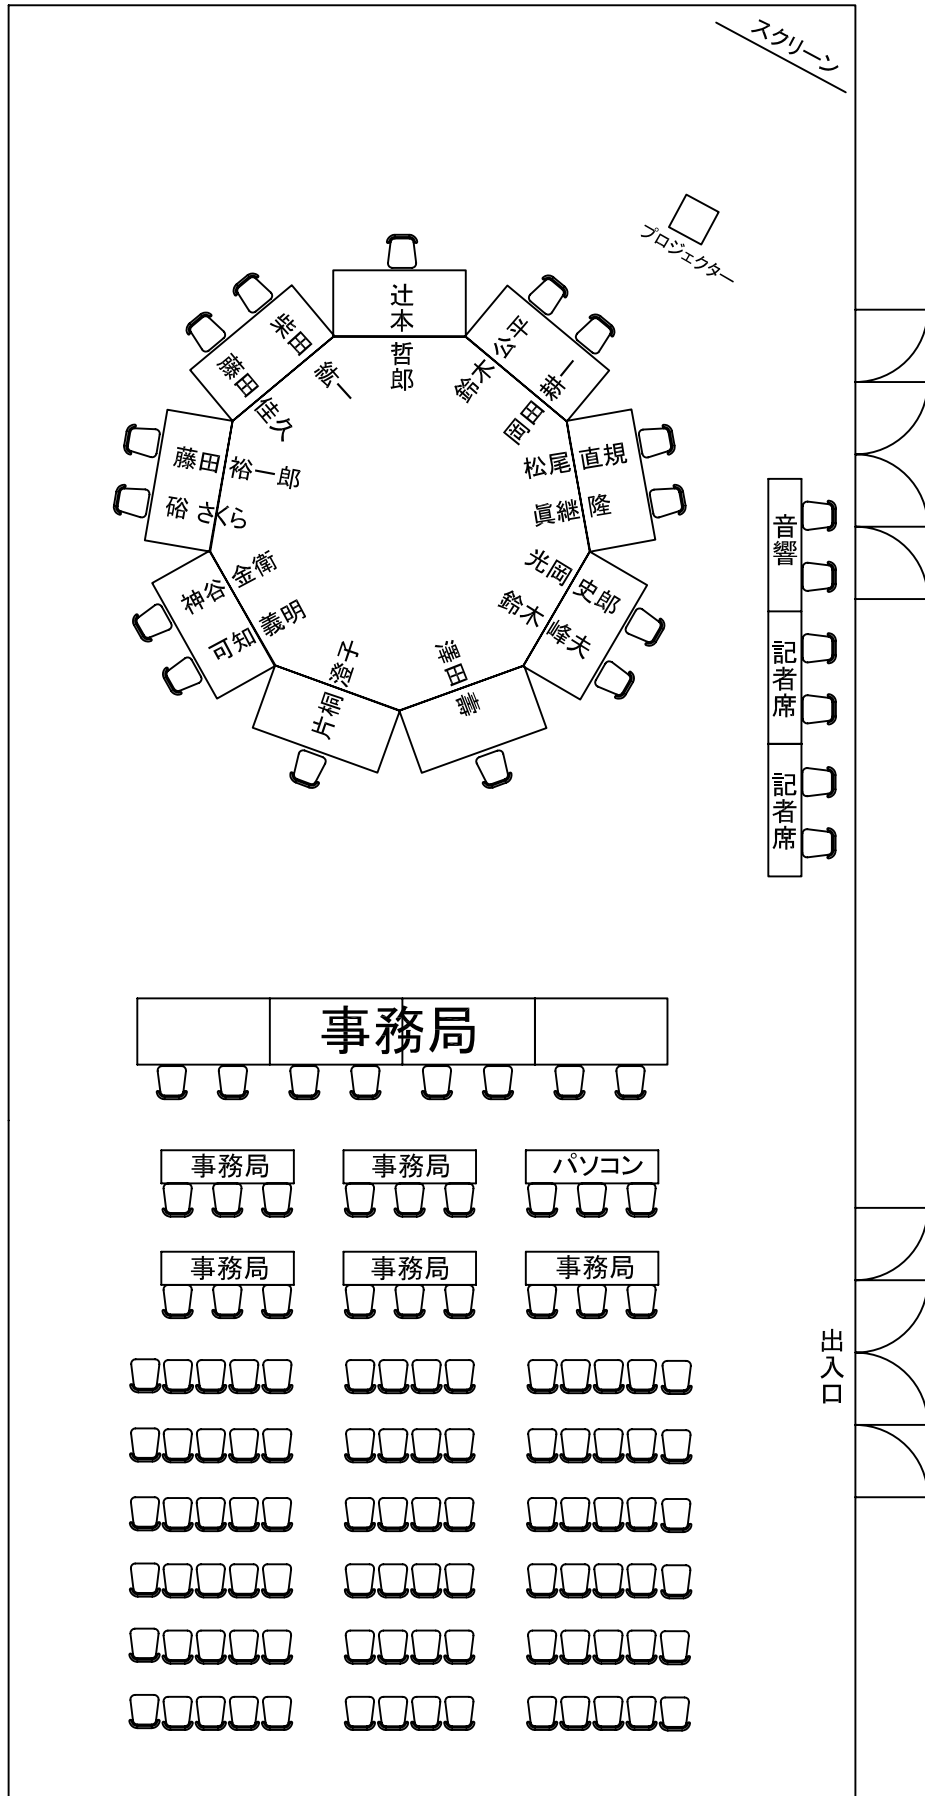 スクリーン
プロジェクター
辻本 哲郎
柴田 鋭一
藤田 佳久
藤田 裕一郎
硲 さくら
神谷 金衛
可知 義明
片桐 澄子
澤田 壽
鈴木 公平
岡田 耕一
松尾 直規
眞継 隆
光岡 史郎
鈴木 峰夫
音響
記者席
記者席
事務局
事務局 事務局 パソコン
事務局 事務局 事務局
出入口